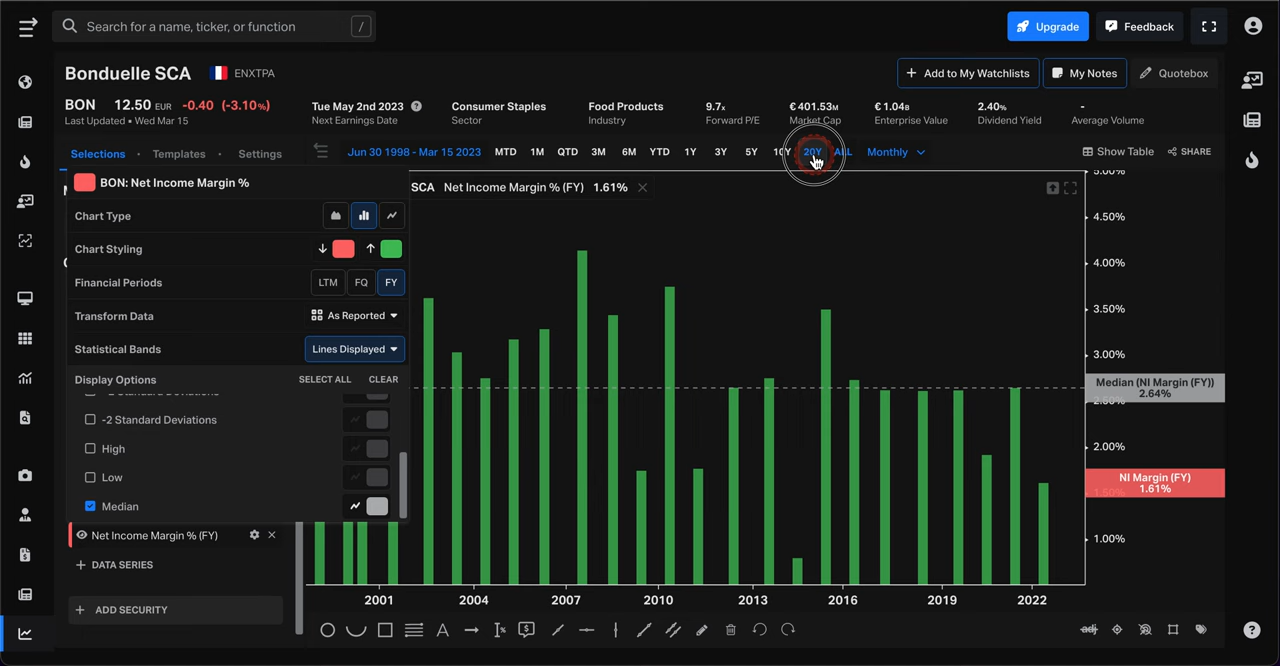 Search for a name, ticker, or function
/
Upgrade
Feedback
Bonduelle SCA
ENXTPA
+ Add to My Watchlists
My Notes
Quotebox
BON 12.50 EUR -0.40 (-3.10%)
Last Updated • Wed Mar 15
Tue May 2nd 2023
Next Earnings Date
Consumer Staples
Sector
Food Products
Industry
9.7x
Forward P/E
€401.53M
Market Cap
€1.04B
Enterprise Value
2.40%
Dividend Yield
-
Average Volume
Selections • Templates • Settings
Jun 30 1998 - Mar 15 2023
MTD 1M QTD 3M 6M YTD 1Y 3Y 5Y 10Y 20Y ALL
Monthly
Show Table
SHARE
BON: Net Income Margin %
SCA Net Income Margin % (FY) 1.61%
Chart Type
Chart Styling
Financial Periods
LTM FQ FY
Transform Data
As Reported
Statistical Bands
Lines Displayed
Display Options
SELECT ALL
CLEAR
-2 Standard Deviations
High
Low
Median
Net Income Margin % (FY)
+ DATA SERIES
+ ADD SECURITY
5.00%
4.50%
4.00%
3.50%
3.00%
Median (NI Margin (FY))
2.64%
2.50%
2.00%
NI Margin (FY)
1.61%
1.50%
1.00%
2001 2004 2007 2010 2013 2016 2019 2022
adj